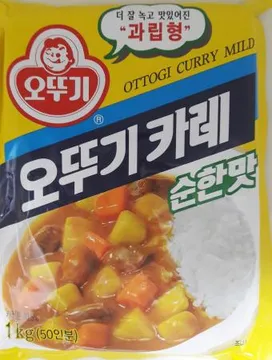 더 잘 녹고 맛있어진
"과립형"
OTTOGI CURRY MILD
오뚜기
®
오뚜기 카레
순한맛
1kg(50인분)